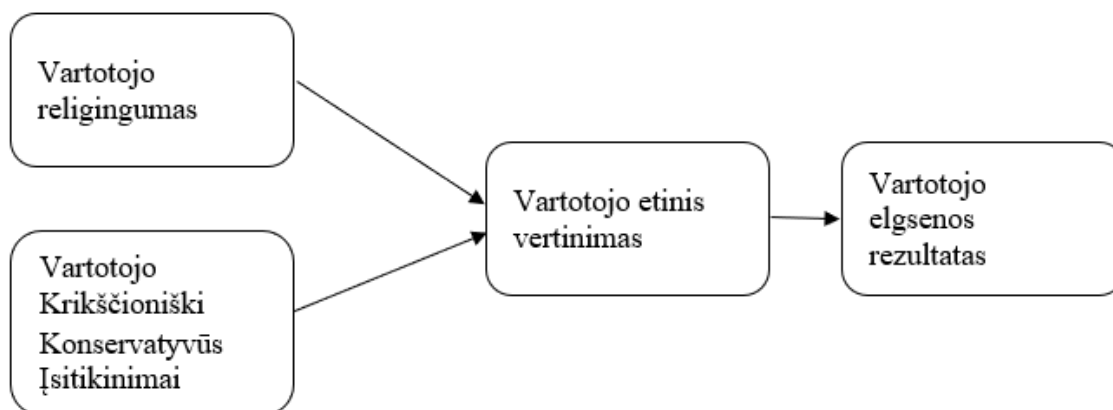 Vartotojo
religingumas
Vartotojo
Krikščioniški
Konservatyvūs
Įsitikinimai
Vartotojo etinis
vertinimas
Vartotojo
elgsenos
rezultatas